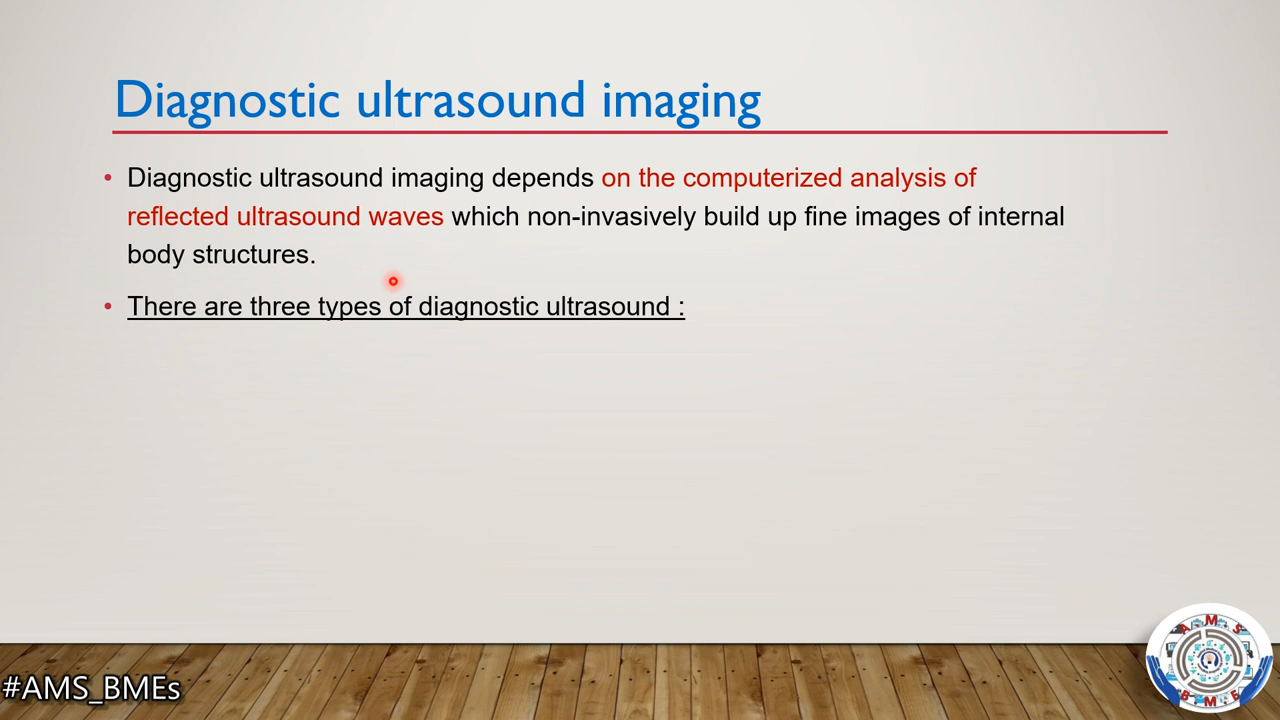 Diagnostic ultrasound imaging
• Diagnostic ultrasound imaging depends on the computerized analysis of
reflected ultrasound waves which non-invasively build up fine images of internal
body structures.
• There are three types of diagnostic ultrasound :
#AMS_BMEs
A M S
B M E